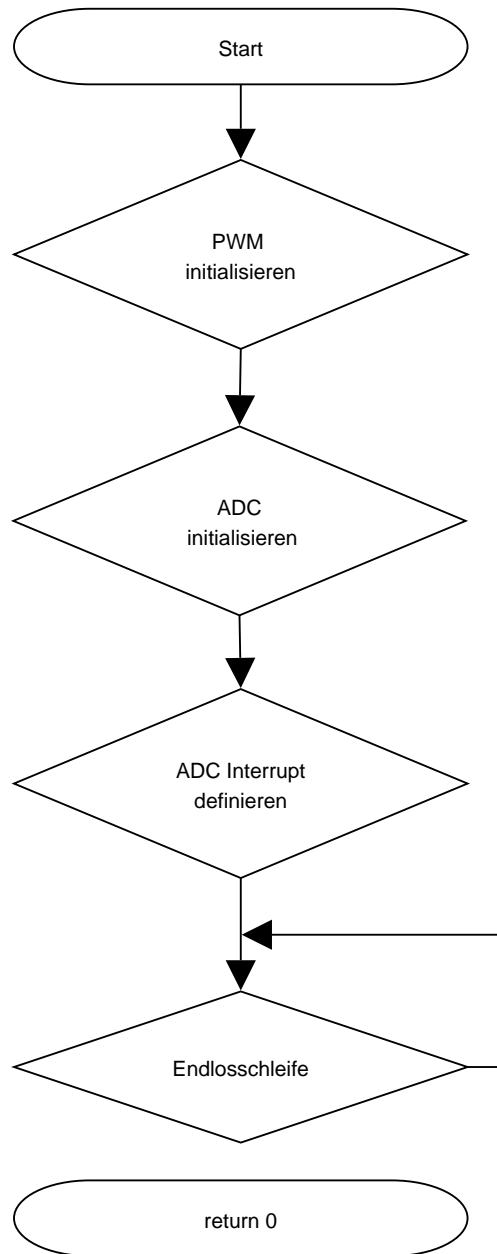 Start
PWM
initialisieren
ADC
initialisieren
ADC Interrupt
definieren
Endlosschleife
return 0